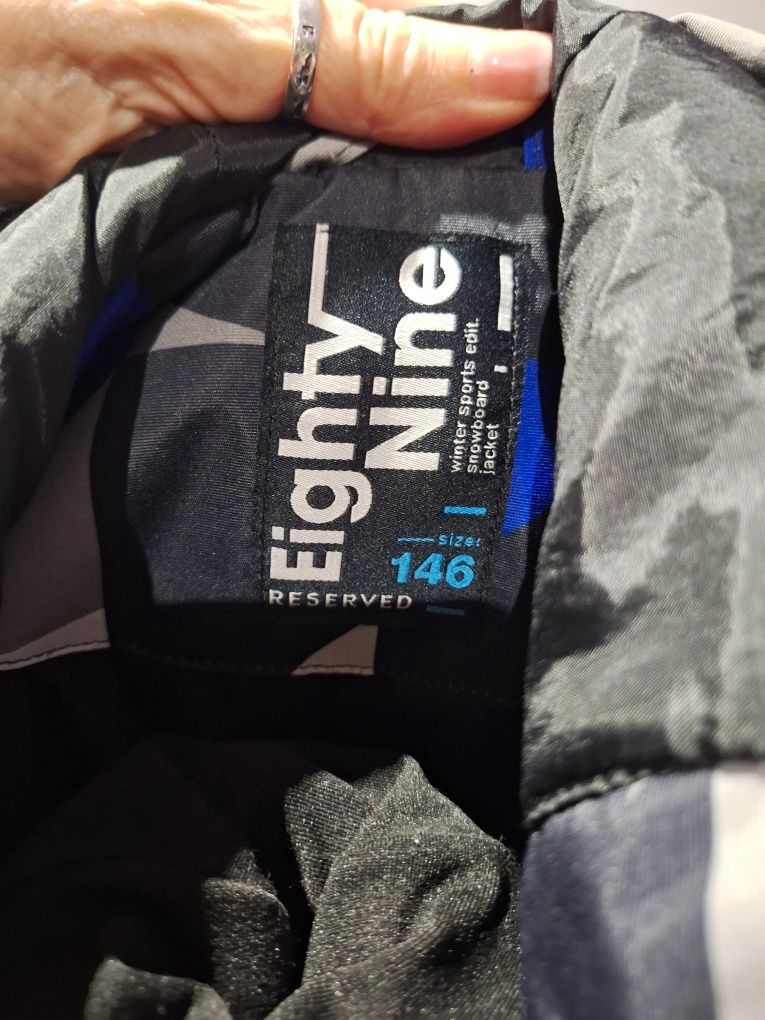 Eighty
Nine
winter sports edit.
snowboard
jacket
size:
146
RESERVED